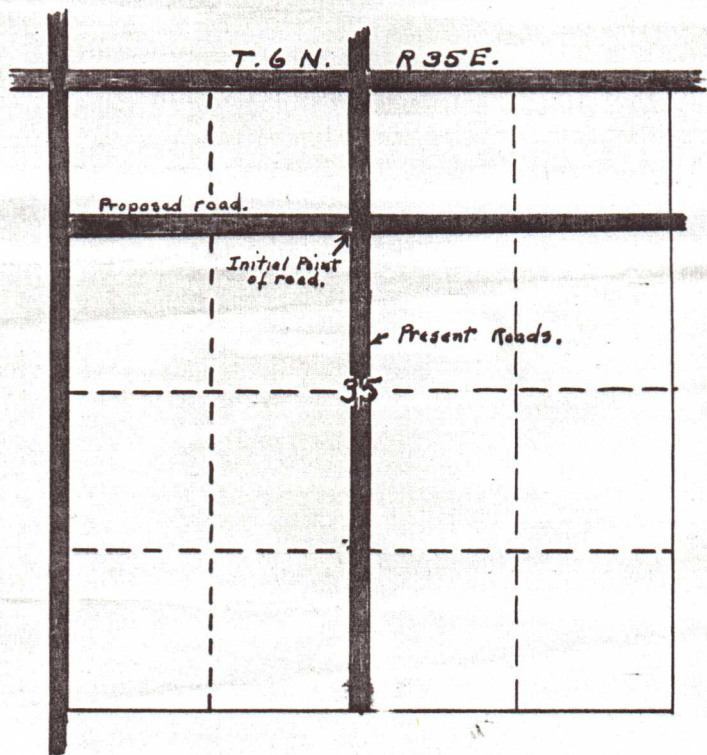 T. 6 N. R 35 E.
Proposed road.
Initial Point
of road.
Present Roads.
35